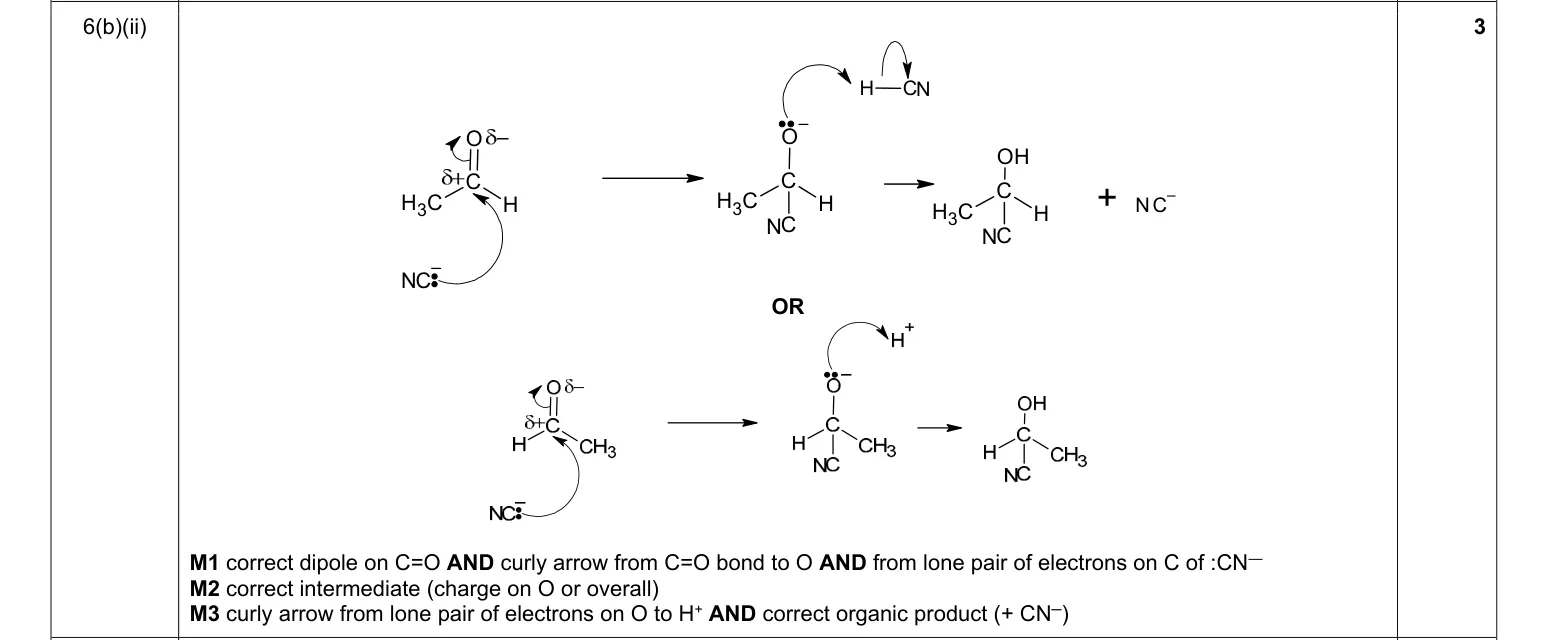 6(b)(ii)
3
H—CN
O –
O δ–
δ+ C
H₃C
H
NC: –
C
H₃C
H
NC
OH
C
H₃C
H
NC
+ NC⁻
OR
H⁺
O –
O δ–
δ+ C
H
CH₃
NC: –
C
H
CH₃
NC
OH
C
H
CH₃
NC
M1 correct dipole on C=O AND curly arrow from C=O bond to O AND from lone pair of electrons on C of :CN⁻
M2 correct intermediate (charge on O or overall)
M3 curly arrow from lone pair of electrons on O to H⁺ AND correct organic product (+ CN⁻)